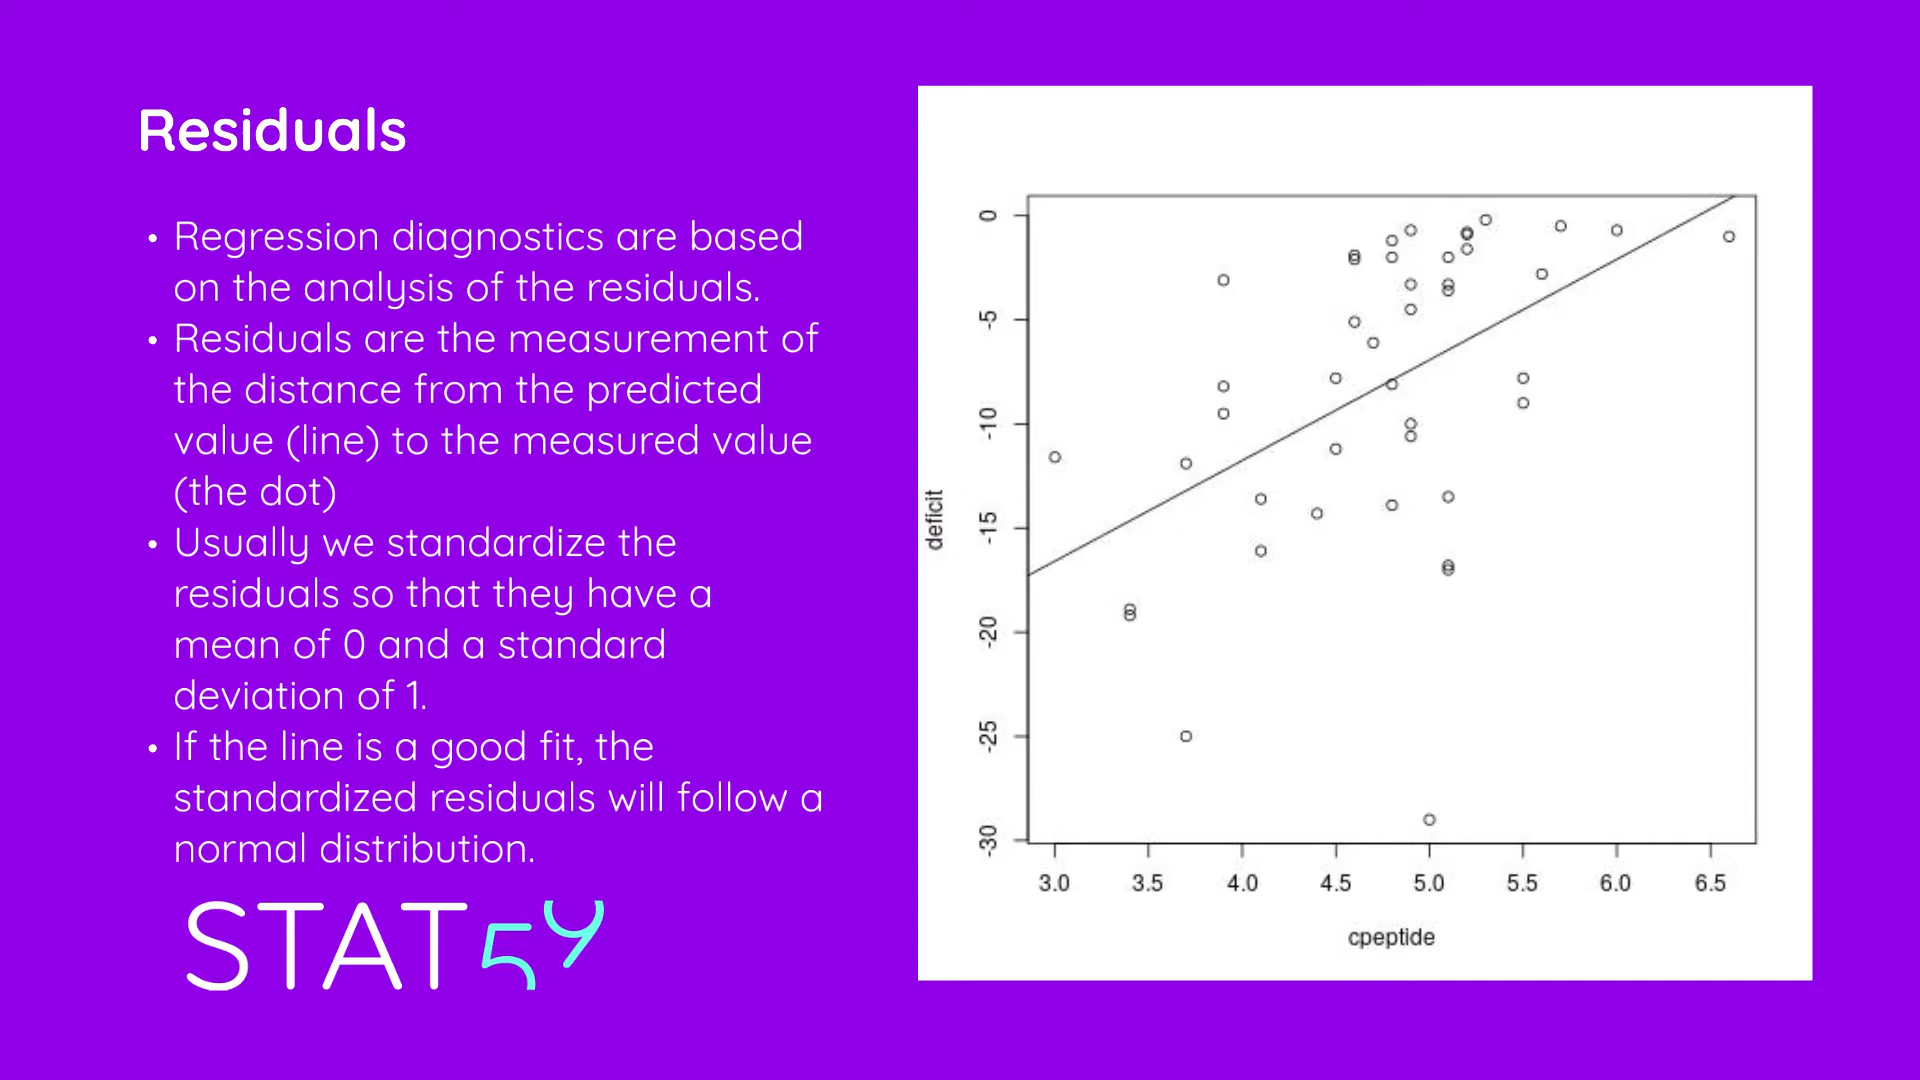 Residuals
• Regression diagnostics are based
on the analysis of the residuals.
• Residuals are the measurement of
the distance from the predicted
value (line) to the measured value
(the dot)
• Usually we standardize the
residuals so that they have a
mean of 0 and a standard
deviation of 1.
• If the line is a good fit, the
standardized residuals will follow a
normal distribution.
STAT59
deficit
0
-5
-10
-15
-20
-25
-30
3.0 3.5 4.0 4.5 5.0 5.5 6.0 6.5
cpeptide